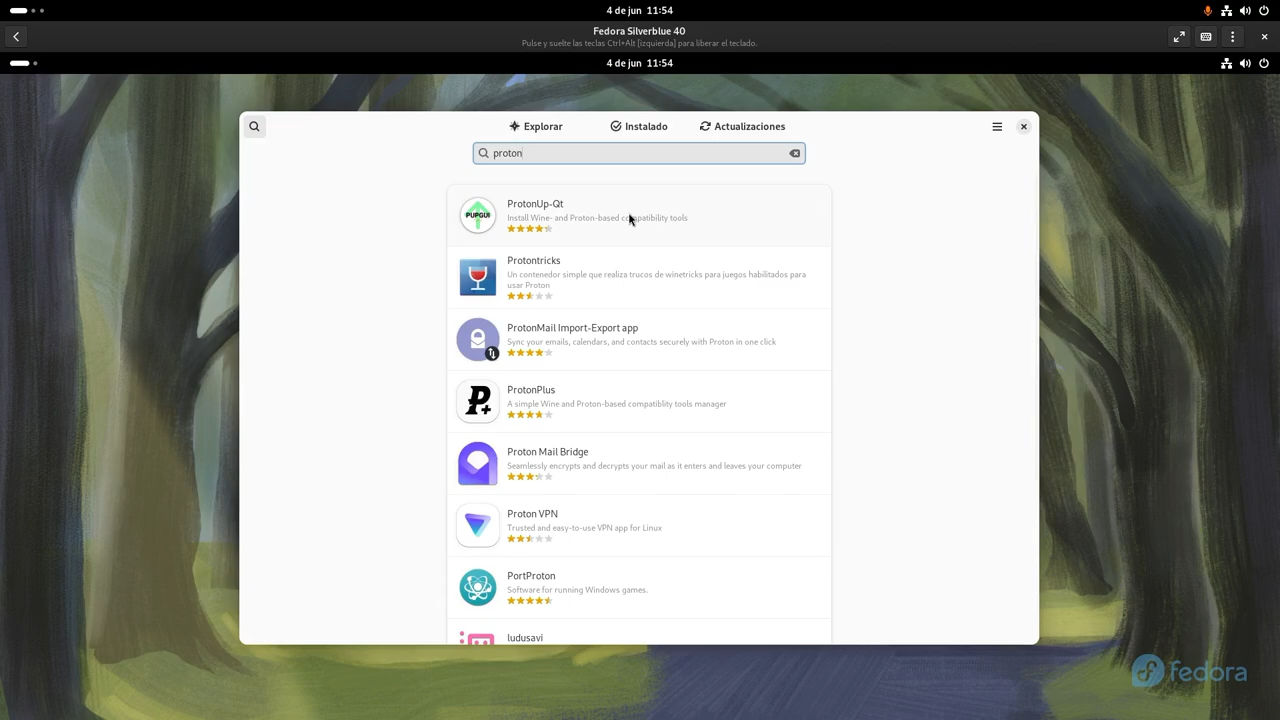 4 de jun 11:54
Fedora Silverblue 40
Pulse y suelte las teclas Ctrl+Alt [izquierda] para liberar el teclado.
4 de jun 11:54
Explorar
Instalado
Actualizaciones
proton
PUPGUI
ProtonUp-Qt
Install Wine- and Proton-based compatibility tools
Protontricks
Un contenedor simple que realiza trucos de winetricks para juegos habilitados para
usar Proton
ProtonMail Import-Export app
Sync your emails, calendars, and contacts securely with Proton in one click
ProtonPlus
A simple Wine and Proton-based compatiblity tools manager
Proton Mail Bridge
Seamlessly encrypts and decrypts your mail as it enters and leaves your computer
Proton VPN
Trusted and easy-to-use VPN app for Linux
PortProton
Software for running Windows games.
ludusavi
fedora